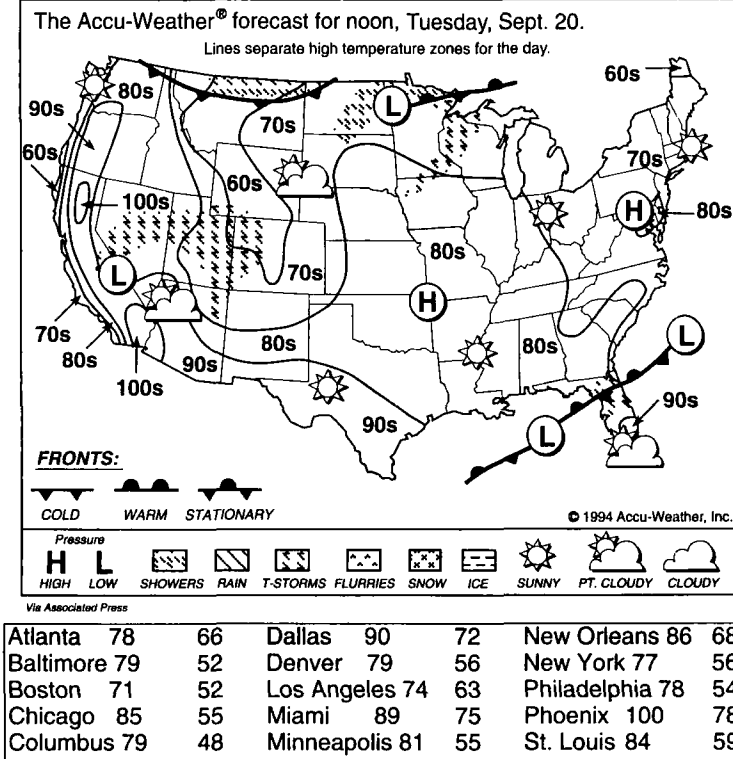 The Accu-Weather® forecast for noon, Tuesday, Sept. 20.
Lines separate high temperature zones for the day.
60s
80s
90s
70s
L
60s
70s
60s
100s
H
80s
L
70s
80s
H
70s
80s
L
80s
80s
90s
100s
90s
90s
L
FRONTS:
COLD WARM STATIONARY
© 1994 Accu-Weather, Inc.
Pressure
H L
HIGH LOW SHOWERS RAIN T-STORMS FLURRIES SNOW ICE SUNNY PT. CLOUDY CLOUDY
Via Associated Press
Atlanta 78 66 Dallas 90 72 New Orleans 86 68
Baltimore 79 52 Denver 79 56 New York 77 56
Boston 71 52 Los Angeles 74 63 Philadelphia 78 54
Chicago 85 55 Miami 89 75 Phoenix 100 78
Columbus 79 48 Minneapolis 81 55 St. Louis 84 59